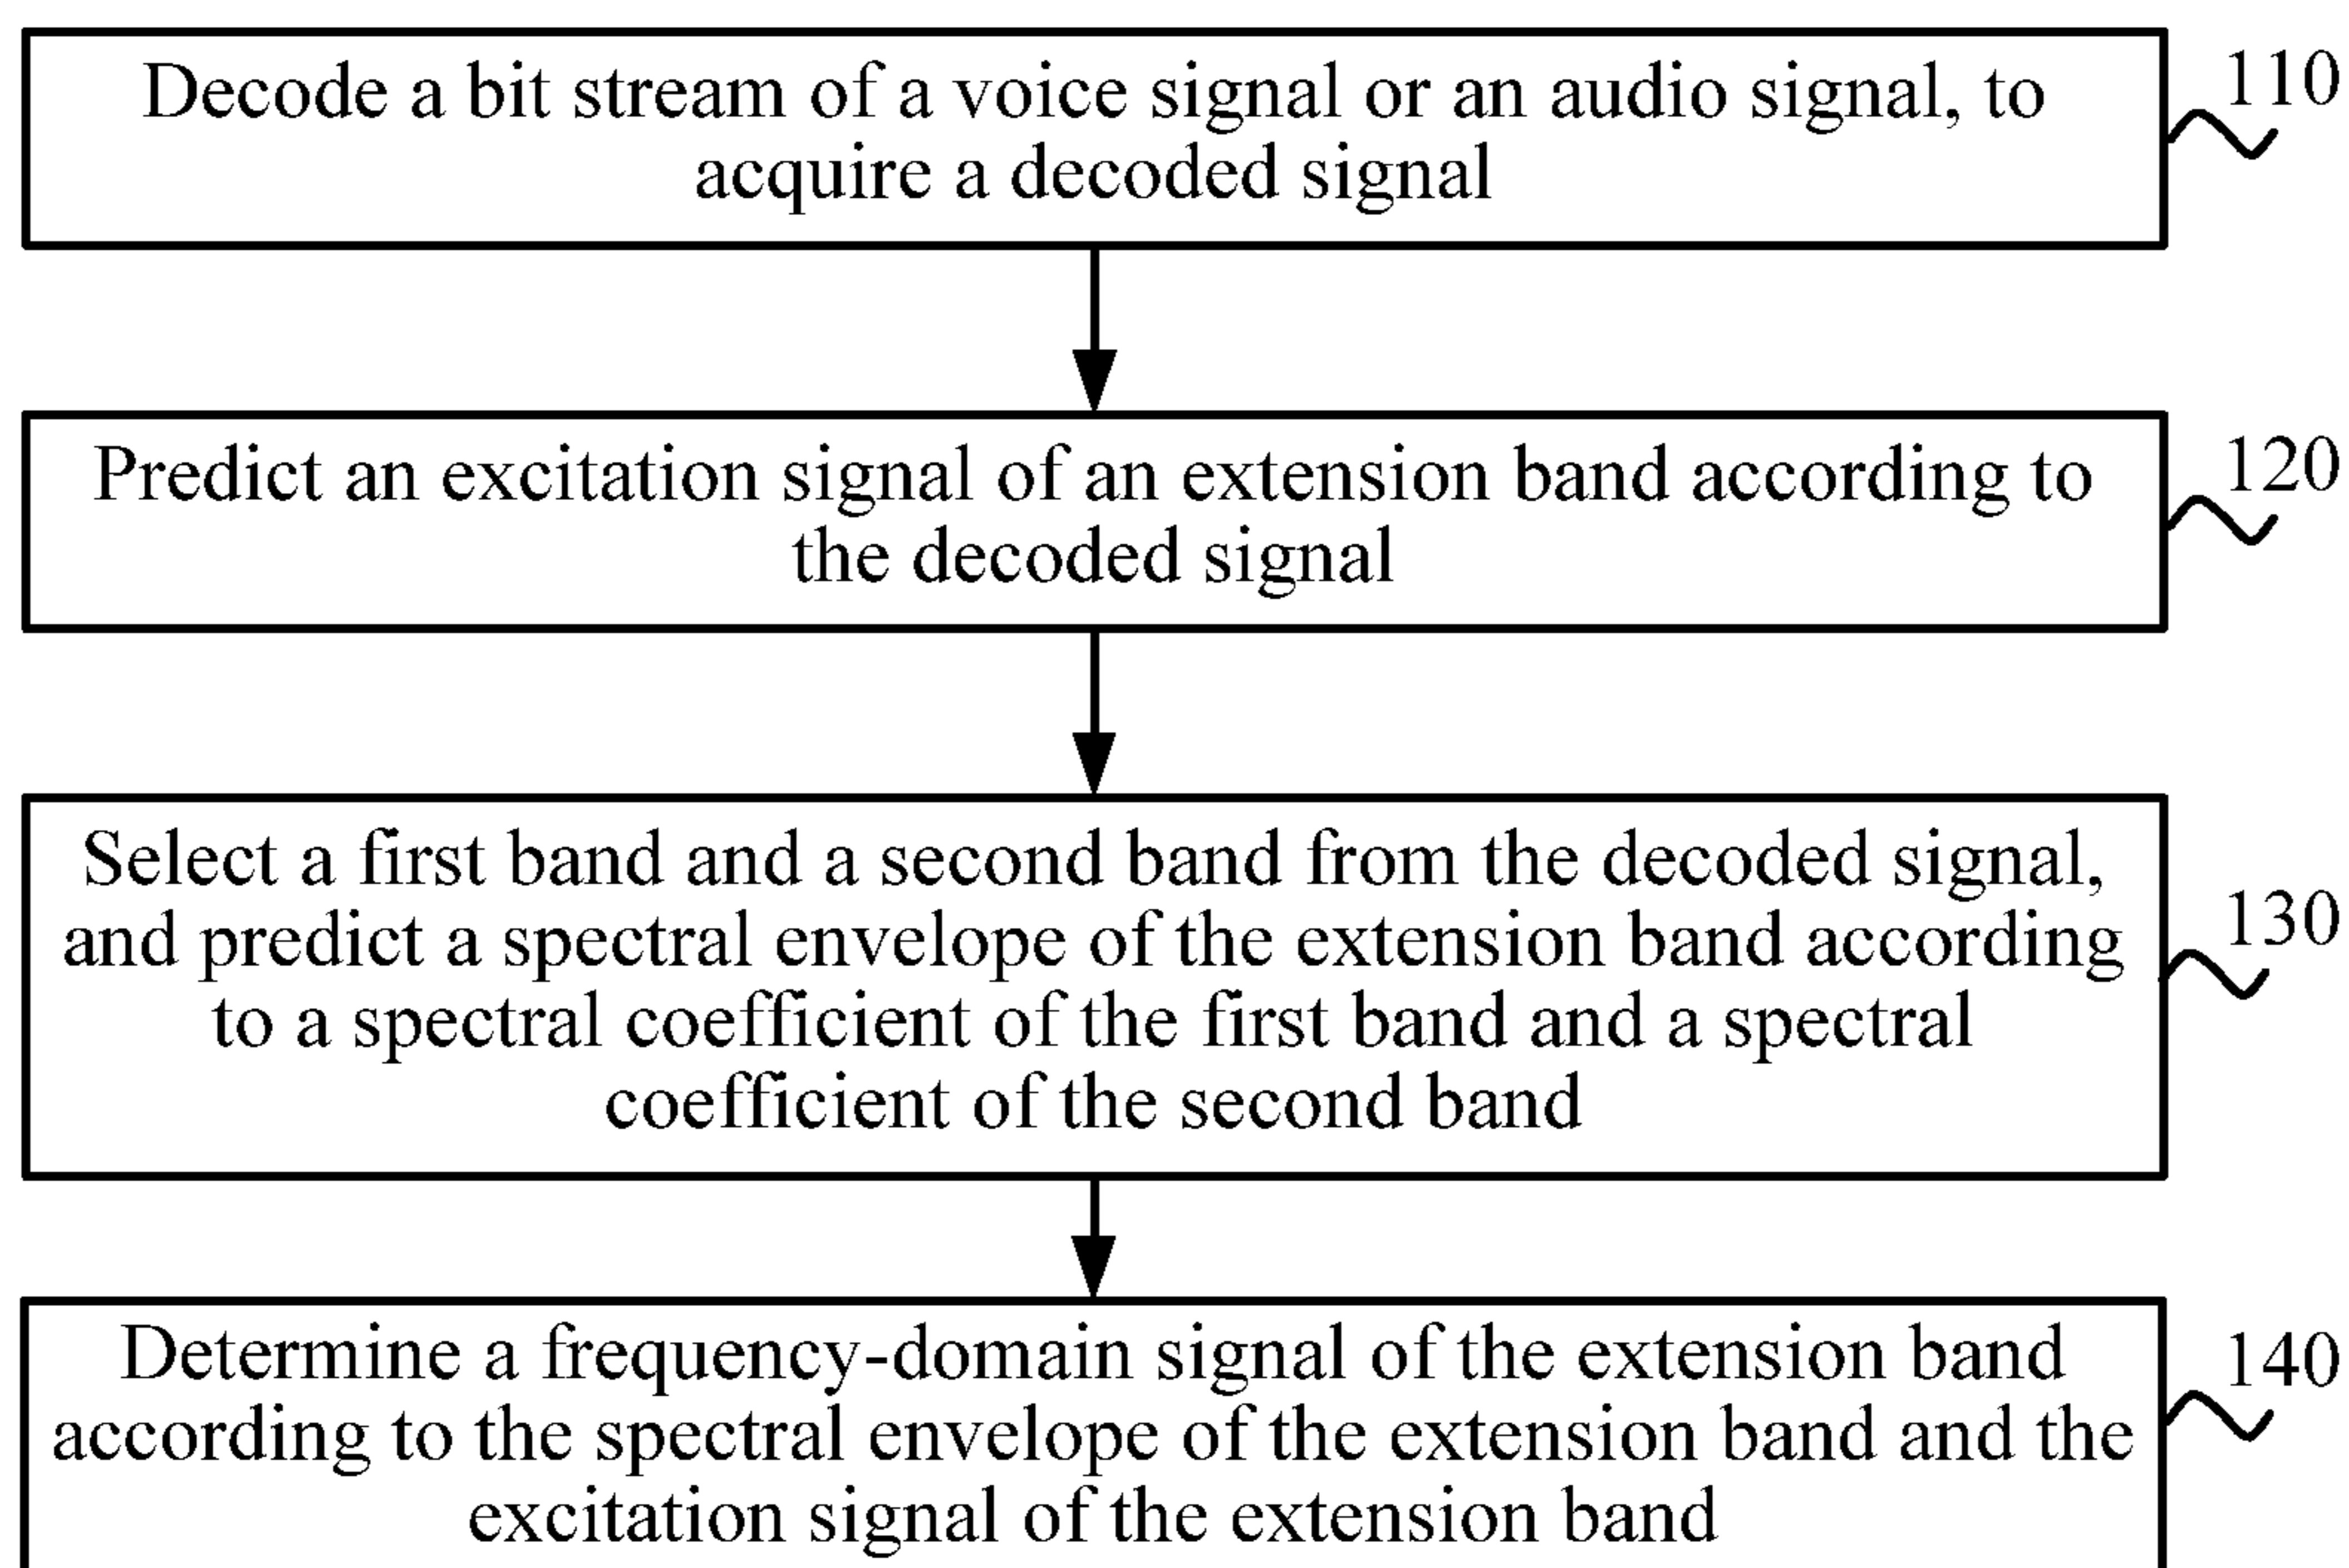 Decode a bit stream of a voice signal or an audio signal, to
acquire a decoded signal
110
Predict an excitation signal of an extension band according to
the decoded signal
120
Select a first band and a second band from the decoded signal,
and predict a spectral envelope of the extension band according
to a spectral coefficient of the first band and a spectral
coefficient of the second band
130
Determine a frequency-domain signal of the extension band
according to the spectral envelope of the extension band and the
excitation signal of the extension band
140